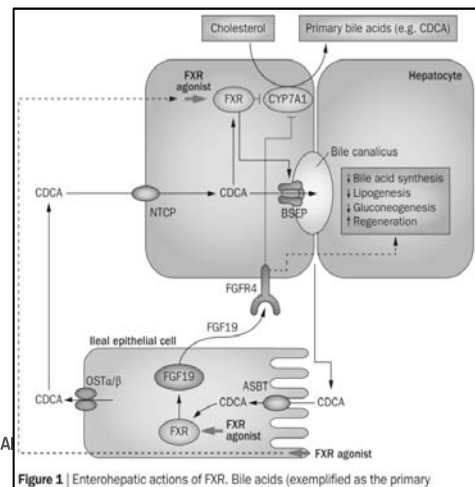 Cholesterol
Primary bile acids (e.g. CDCA)
Hepatocyte
FXR
agonist
FXR
CYP7A1
Bile canalicus
↓ Bile acid synthesis
↓ Lipogenesis
↓ Gluconeogenesis
↑ Regeneration
CDCA
NTCP
CDCA
BSEP
FGFR4
FGF19
Ileal epithelial cell
OSTα/β
FGF19
ASBT
CDCA
CDCA
CDCA
FXR
FXR
agonist
FXR agonist
Figure 1 | Enterohepatic actions of FXR. Bile acids (exemplified as the primary